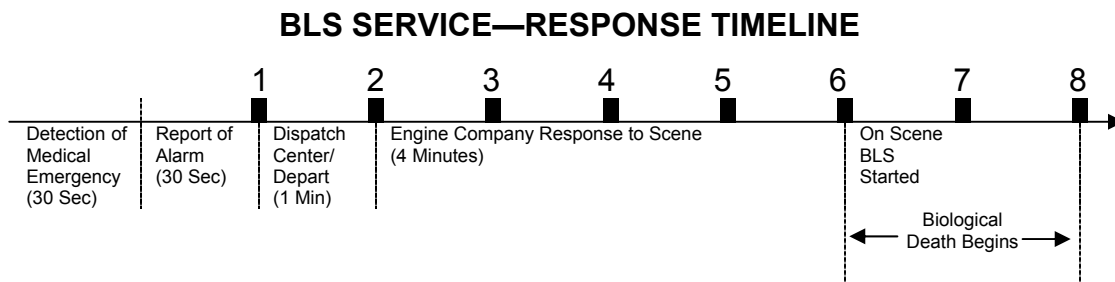 BLS SERVICE—RESPONSE TIMELINE
1 2 3 4 5 6 7 8
Detection of
Medical
Emergency
(30 Sec)
Report of
Alarm
(30 Sec)
Dispatch
Center/
Depart
(1 Min)
Engine Company Response to Scene
(4 Minutes)
On Scene
BLS
Started
Biological
Death Begins